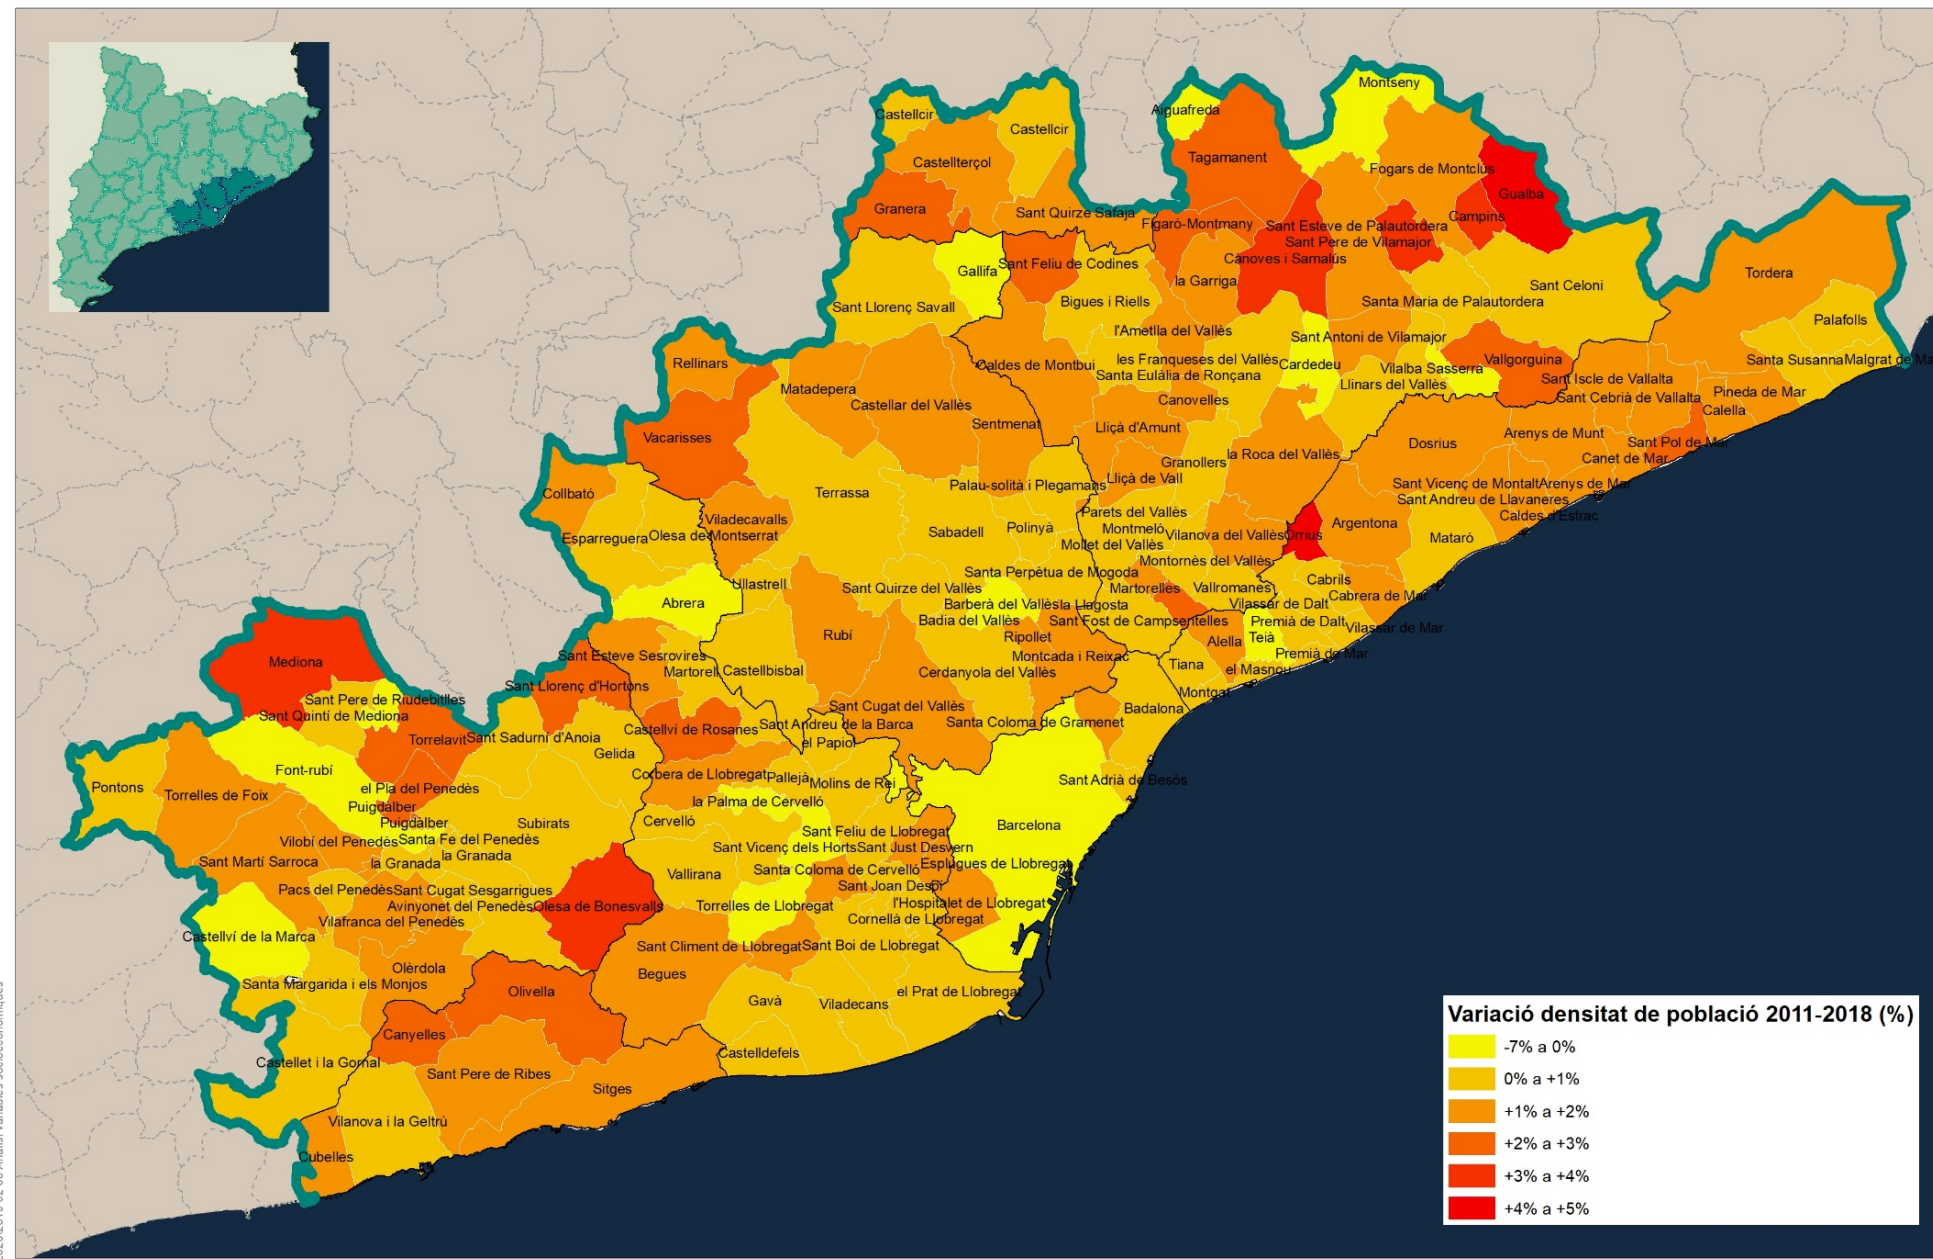 Montseny
Aiguafreda
Castellcir
Castellcir
Tagamanent
Castellterçol
Fogars de Montclús
Gualba
Granera
Sant Quirze Safaja
Campins
Figaró-Montmany
Sant Esteve de Palautordera
Sant Pere de Vilamajor
Cànoves i Samalús
Sant Feliu de Codines
Gallifa
Tordera
la Garriga
Sant Celoni
Bigues i Riells
Santa Maria de Palautordera
Sant Llorenç Savall
Palafolls
l'Ametlla del Vallès
Sant Antoni de Vilamajor
les Franqueses del Vallès
Vallgorguina
Santa Susanna
Malgrat de Ma
Rellinars
Caldes de Montbui
Cardedeu
Vilalba Sasserra
Santa Eulàlia de Ronçana
Sant Iscle de Vallalta
Llinars del Vallès
Matadepera
Pineda de Mar
Canovelles
Sant Cebrià de Vallalta
Castellar del Vallès
Calella
Sentmenat
Lliçà d'Amunt
Arenys de Munt
Vacarisses
Dosrius
Sant Pol de Mar
la Roca del Vallès
Canet de Mar
Granollers
Lliçà de Vall
Palau-solità i Plegamans
Sant Vicenç de Montalt
Arenys de Mar
Collbató
Terrassa
Sant Andreu de Llavaneres
Parets del Vallès
Caldes d'Estrac
Viladecavalls
Argentona
Polinyà
Montmeló
Sabadell
Olesa de Montserrat
Vilanova del Vallès
Òrrius
Esparreguera
Mataró
Mollet del Vallès
Montornès del Vallès
Santa Perpètua de Mogoda
Cabrils
Ullastrell
Sant Quirze del Vallès
Martorelles
Vallromanes
Cabrera de Mar
Abrera
Barberà del Vallès
la Llagosta
Vilassar de Dalt
Badia del Vallès
Sant Fost de Campsentelles
Premià de Dalt
Vilassar de Mar
Rubí
Ripollet
Alella
Teià
Sant Esteve Sesrovires
Montcada i Reixac
Premià de Mar
Mediona
Tiana
el Masnou
Martorell
Castellbisbal
Cerdanyola del Vallès
Sant Llorenç d'Hortons
Montgat
Sant Pere de Riudebitlles
Sant Cugat del Vallès
Badalona
Sant Quintí de Mediona
Santa Coloma de Gramenet
Castellví de Rosanes
Sant Andreu de la Barca
Torrelavit
Sant Sadurní d'Anoia
el Papiol
Gelida
Font-rubí
Corbera de Llobregat
Pallejà
Molins de Rei
Sant Adrià de Besòs
Pontons
Torrelles de Foix
el Pla del Penedès
la Palma de Cervelló
Puigdàlber
Puigdàlber
Subirats
Cervelló
Barcelona
Sant Feliu de Llobregat
Vilobí del Penedès
Santa Fe del Penedès
Sant Vicenç dels Horts
Sant Just Desvern
la Granada
la Granada
Sant Martí Sarroca
Esplugues de Llobregat
Vallirana
Santa Coloma de Cervelló
Sant Joan Despí
Pacs del Penedès
Sant Cugat Sesgarrigues
Avinyonet del Penedès
Olesa de Bonesvalls
Torrelles de Llobregat
l'Hospitalet de Llobregat
Vilafranca del Penedès
Cornellà de Llobregat
Castellví de la Marca
Sant Climent de Llobregat
Sant Boi de Llobregat
Olèrdola
Begues
Santa Margarida i els Monjos
Olivella
el Prat de Llobregat
Gavà
Viladecans
Canyelles
Castelldefels
Castellet i la Gornal
Sant Pere de Ribes
Sitges
Vilanova i la Geltrú
Cubelles
Variació densitat de població 2011-2018 (%)
-7% a 0%
0% a +1%
+1% a +2%
+2% a +3%
+3% a +4%
+4% a +5%